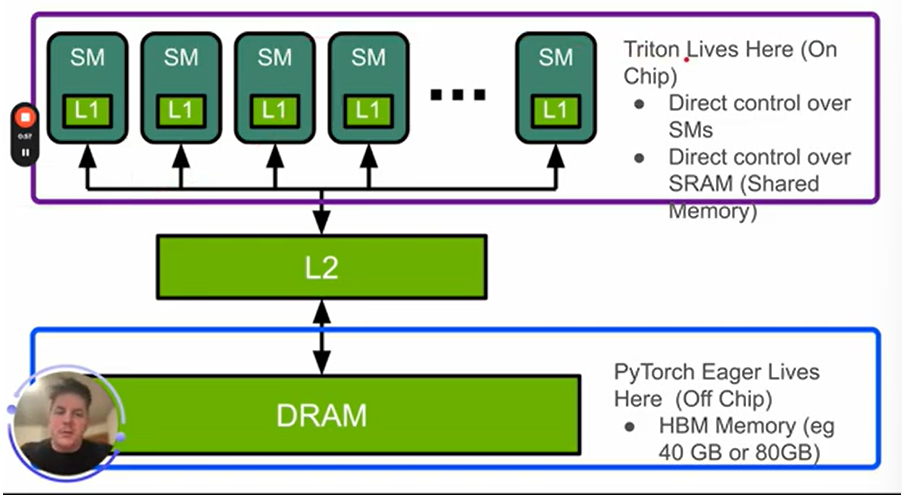 SM SM SM SM SM
L1 L1 L1 L1 L1
Triton Lives Here (On
Chip)
● Direct control over
SMs
● Direct control over
SRAM (Shared
Memory)
0:57
L2
DRAM
PyTorch Eager Lives
Here (Off Chip)
● HBM Memory (eg
40 GB or 80GB)